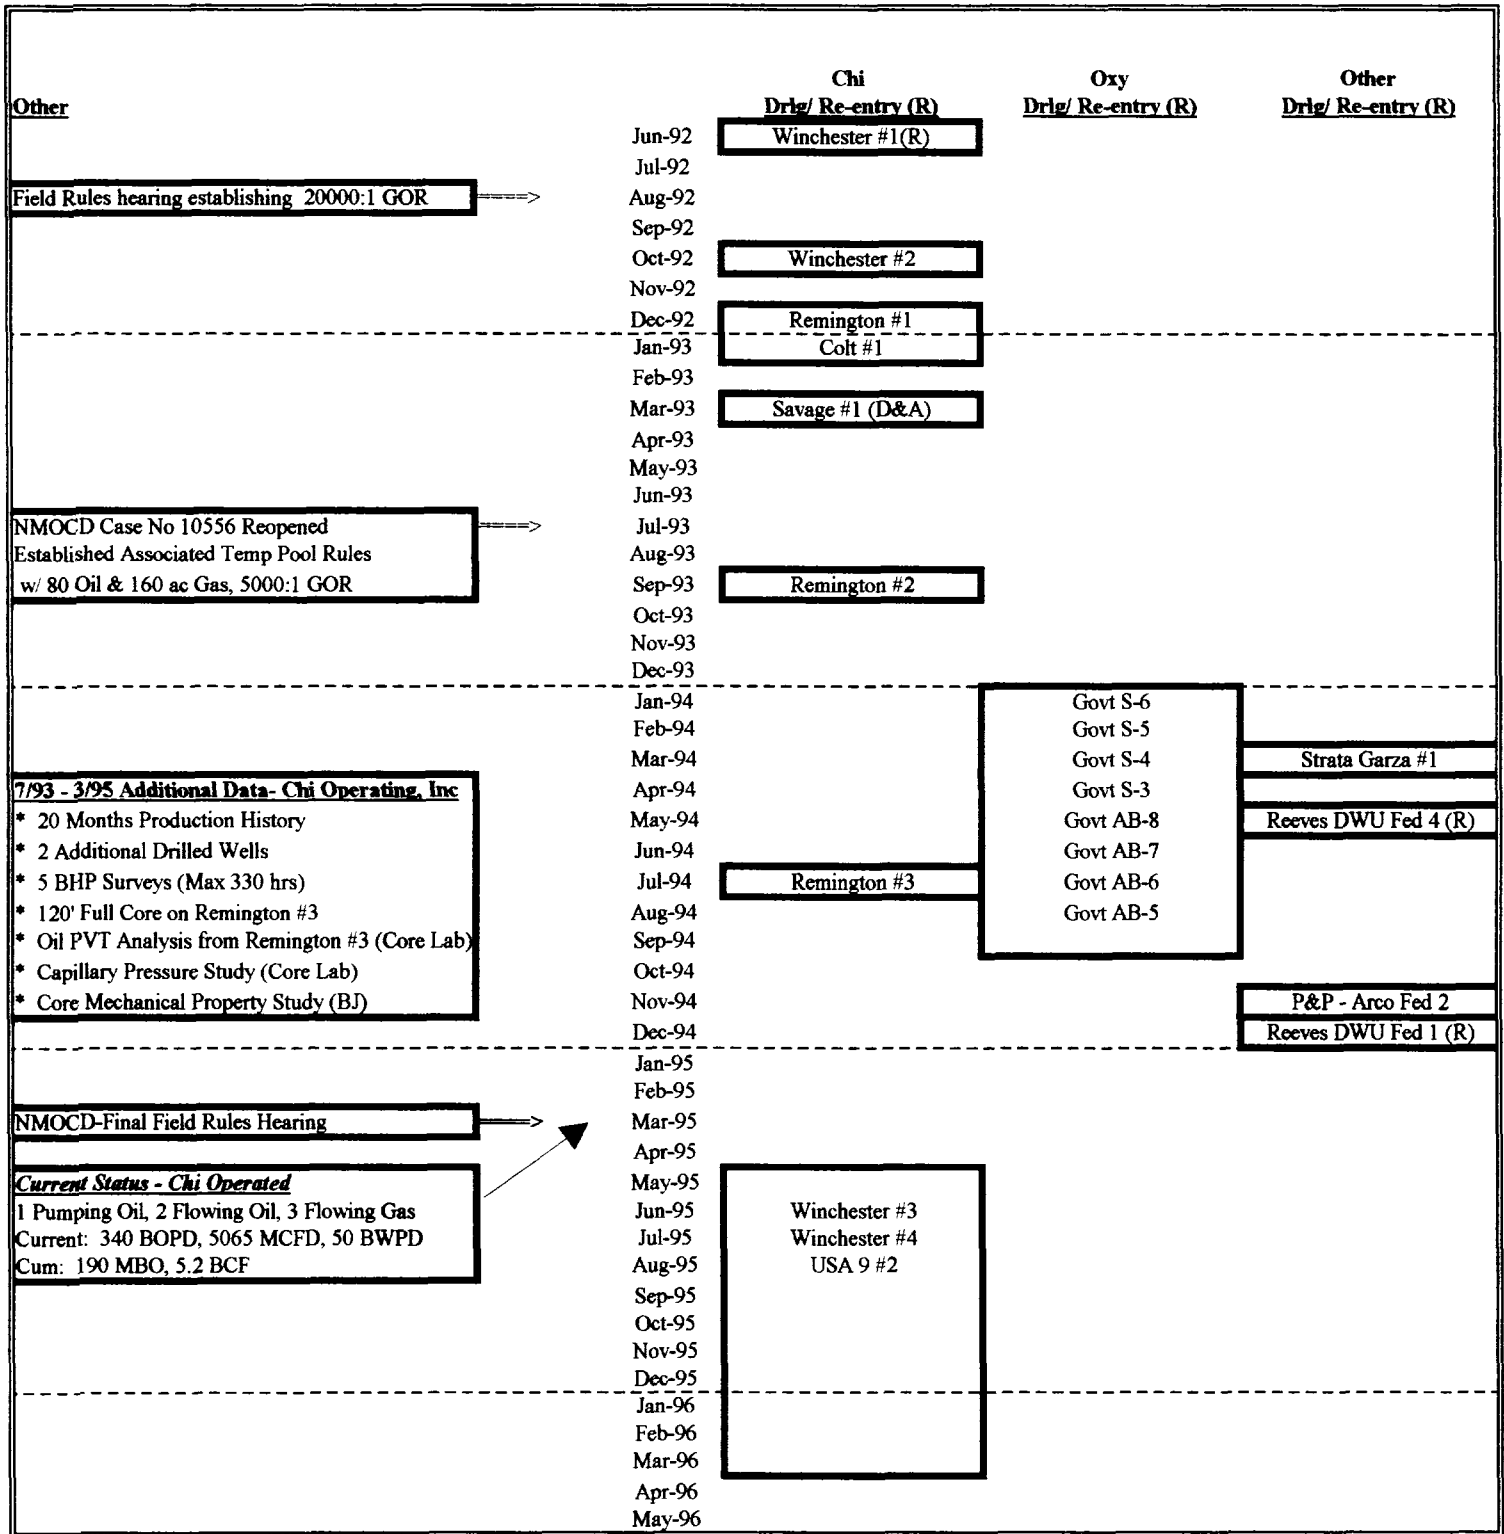 Chi Oxy Other
Other Drlg/ Re-entry (R) Drlg/ Re-entry (R) Drlg/ Re-entry (R)
Jun-92 Winchester #1(R)
Jul-92
Field Rules hearing establishing 20000:1 GOR ====> Aug-92
Sep-92
Oct-92 Winchester #2
Nov-92
Dec-92 Remington #1
Jan-93 Colt #1
Feb-93
Mar-93 Savage #1 (D&A)
Apr-93
May-93
Jun-93
NMOCD Case No 10556 Reopened ====> Jul-93
Established Associated Temp Pool Rules Aug-93
w/ 80 Oil & 160 ac Gas, 5000:1 GOR Sep-93 Remington #2
Oct-93
Nov-93
Dec-93
Jan-94 Govt S-6
Feb-94 Govt S-5
Mar-94 Govt S-4 Strata Garza #1
7/93 - 3/95 Additional Data- Chi Operating, Inc Apr-94 Govt S-3
* 20 Months Production History May-94 Govt AB-8 Reeves DWU Fed 4 (R)
* 2 Additional Drilled Wells Jun-94 Govt AB-7
* 5 BHP Surveys (Max 330 hrs) Jul-94 Remington #3 Govt AB-6
* 120' Full Core on Remington #3 Aug-94 Govt AB-5
* Oil PVT Analysis from Remington #3 (Core Lab) Sep-94
* Capillary Pressure Study (Core Lab) Oct-94
* Core Mechanical Property Study (BJ) Nov-94 P&P - Arco Fed 2
Dec-94 Reeves DWU Fed 1 (R)
Jan-95
Feb-95
NMOCD-Final Field Rules Hearing ====> Mar-95
Apr-95
Current Status - Chi Operated May-95
1 Pumping Oil, 2 Flowing Oil, 3 Flowing Gas Jun-95 Winchester #3
Current: 340 BOPD, 5065 MCFD, 50 BWPD Jul-95 Winchester #4
Cum: 190 MBO, 5.2 BCF Aug-95 USA 9 #2
Sep-95
Oct-95
Nov-95
Dec-95
Jan-96
Feb-96
Mar-96
Apr-96
May-96